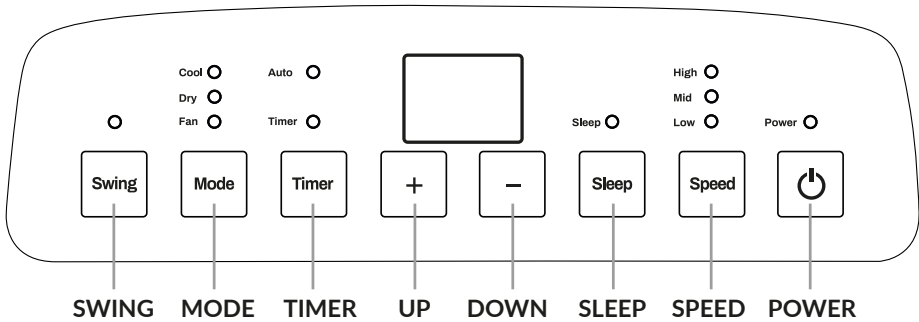 Cool Auto High
Dry Mid
Fan Timer Sleep Low Power
Swing Mode Timer + − Sleep Speed
SWING MODE TIMER UP DOWN SLEEP SPEED POWER